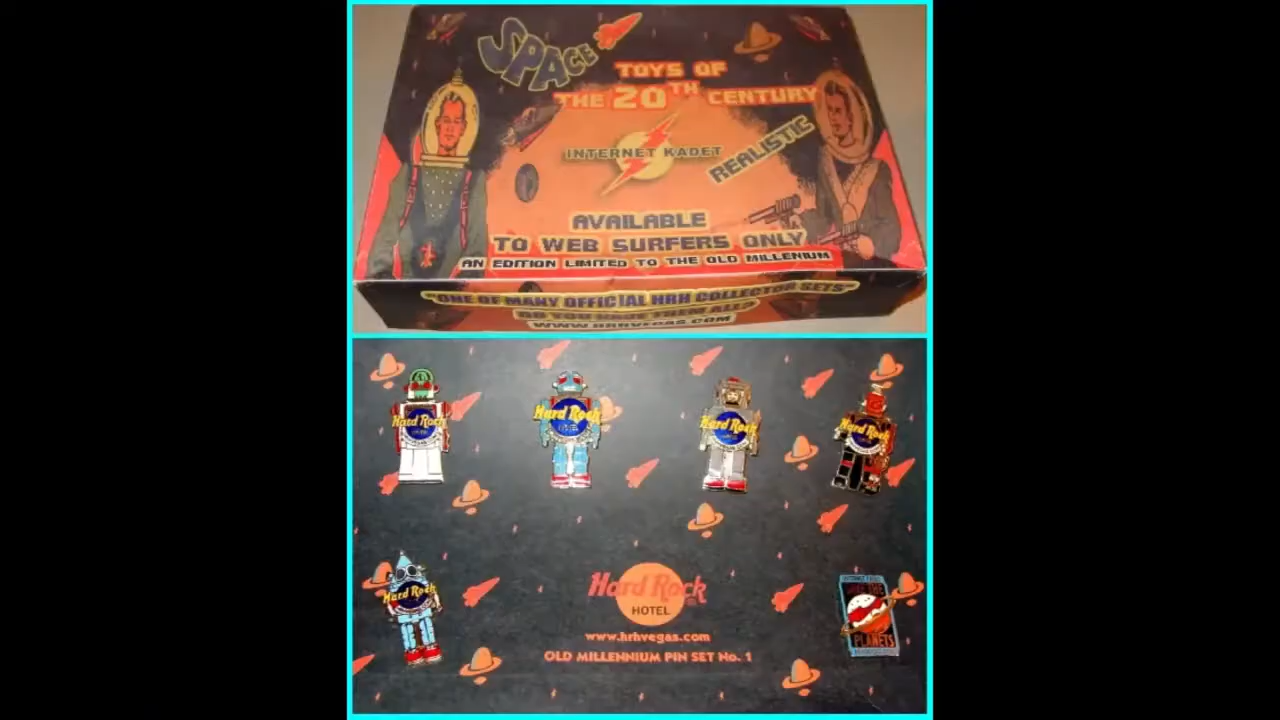 SPACE
TOYS OF
THE 20TH CENTURY
INTERNET KADET
REALISTIC
AVAILABLE
TO WEB SURFERS ONLY
AN EDITION LIMITED TO THE OLD MILLENIUM
"ONE OF MANY OFFICIAL HRH COLLECTOR SETS"
DO YOU HAVE THEM ALL?
WWW.HRHVEGAS.COM
Hard Rock
Hard Rock
HOTEL
Hard Rock
Hard Rock
Hard Rock
Hard Rock
HOTEL
www.hrhvegas.com
OLD MILLENNIUM PIN SET No. 1
THE
PLANETS